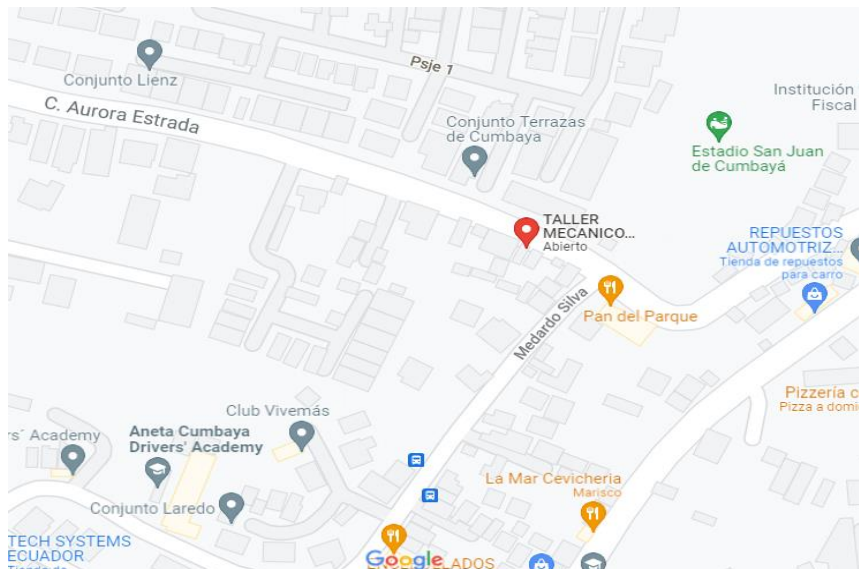 Psje 1
Conjunto Lienz
Institución
Fiscal
C. Aurora Estrada
Conjunto Terrazas
de Cumbaya
Estadio San Juan
de Cumbayá
TALLER
MECANICO...
Abierto
REPUESTOS
AUTOMOTRIZ...
Tienda de repuestos
para carro
Medardo Silva
Pan del Parque
Pizzería
Pizza a domi
Club Vivemás
rs´ Academy
Aneta Cumbaya
Drivers' Academy
La Mar Cevicheria
Marisco
Conjunto Laredo
TECH SYSTEMS
ECUADOR
Google